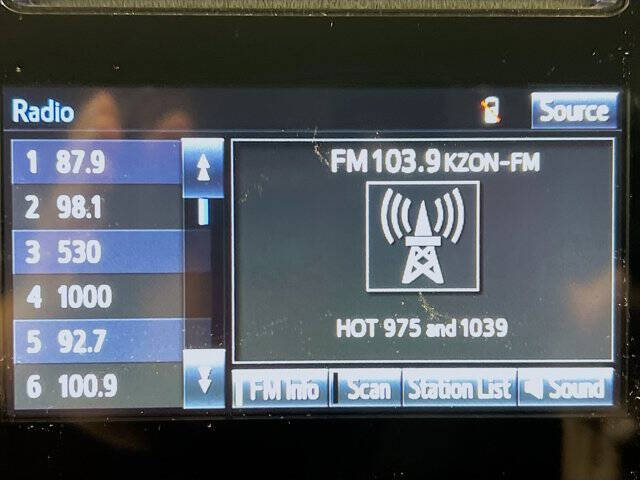 Radio
Source
1 87.9
2 98.1
3 530
4 1000
5 92.7
6 100.9
FM 103.9 KZON-FM
HOT 975 and 1039
FM Info
Scan
Station List
Sound